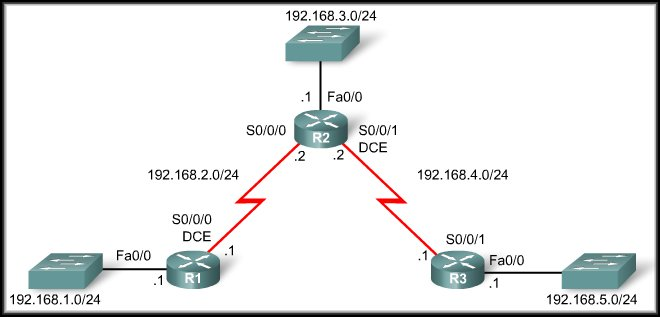 192.168.3.0/24
.1 Fa0/0
S0/0/0 R2 S0/0/1
DCE
.2 .2
192.168.2.0/24 192.168.4.0/24
S0/0/0
DCE
.1
.1 S0/0/1
Fa0/0 R1 .1
R3 Fa0/0 .1
192.168.1.0/24 192.168.5.0/24